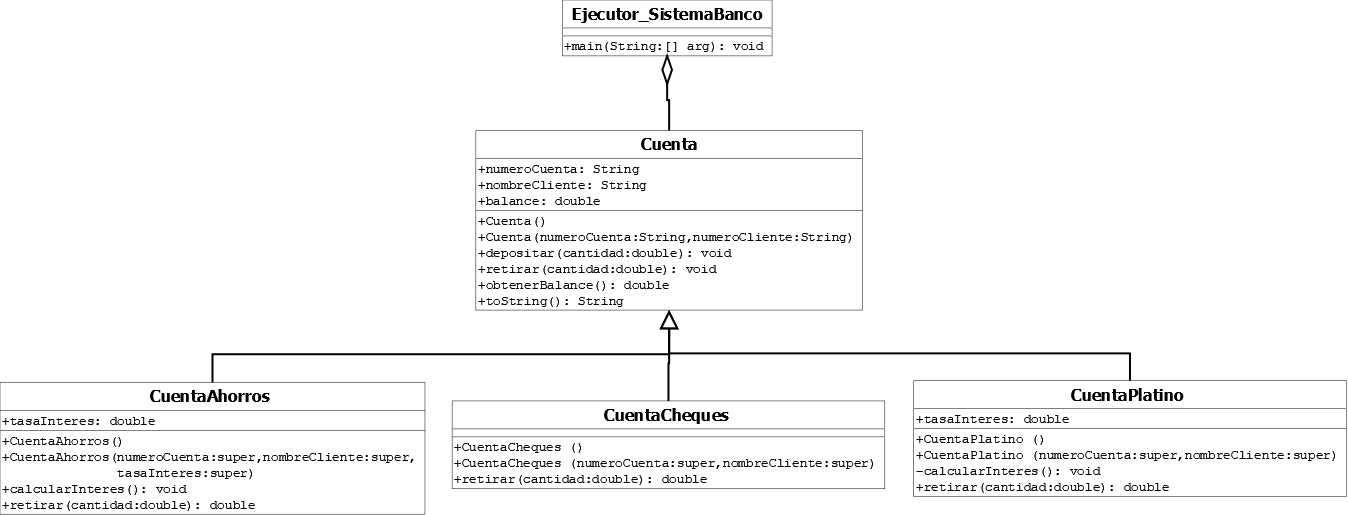 Ejecutor_SistemaBanco
+main(String:[] arg): void
Cuenta
+numeroCuenta: String
+nombreCliente: String
+balance: double
+Cuenta()
+Cuenta(numeroCuenta:String,numeroCliente:String)
+depositar(cantidad:double): void
+retirar(cantidad:double): void
+obtenerBalance(): double
+toString(): String
CuentaAhorros
+tasaInteres: double
+CuentaAhorros()
+CuentaAhorros(numeroCuenta:super,nombreCliente:super,
tasaInteres:super)
+calcularInteres(): void
+retirar(cantidad:double): double
CuentaCheques
+CuentaCheques ()
+CuentaCheques (numeroCuenta:super,nombreCliente:super)
+retirar(cantidad:double): double
CuentaPlatino
+tasaInteres: double
+CuentaPlatino ()
+CuentaPlatino (numeroCuenta:super,nombreCliente:super)
-calcularInteres(): void
+retirar(cantidad:double): double